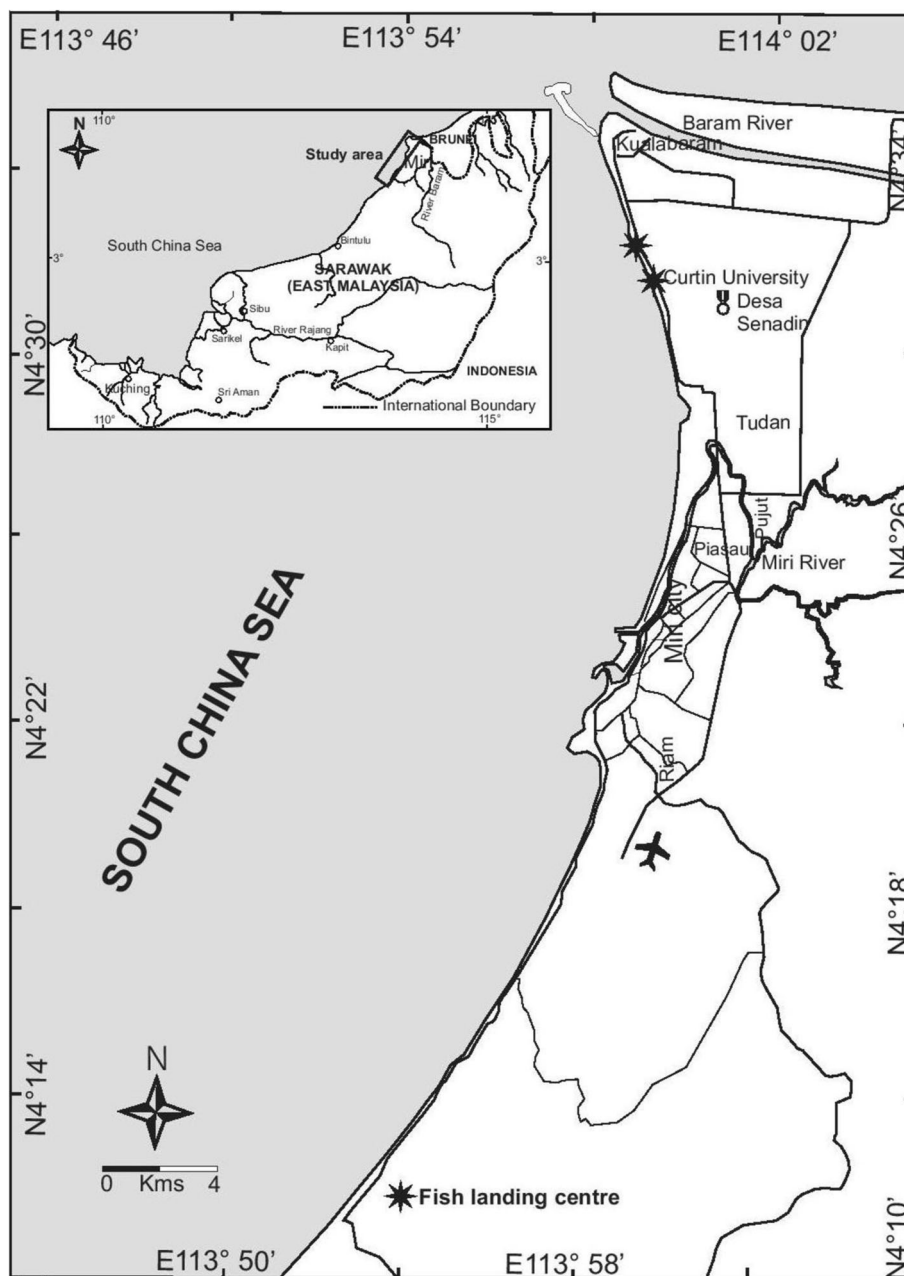 E113° 46’
E113° 54’
E114° 02’
N
110°
Study area
BRUNEI
Miri
River Baram
South China Sea
Bintulu
3°
3°
SARAWAK
(EAST MALAYSIA)
Sibu
Sarikei
River Rajang
Kapit
INDONESIA
Kuching
Sri Aman
International Boundary
110°
115°
Baram River
Kualabaram
N4°34’
Curtin University
Desa
Senadin
N4°30’
Tudan
Pujut
N4°26’
Piasau
Miri River
Miri City
SOUTH CHINA SEA
N4°22’
Riam
N4°18’
N
N4°14’
0 Kms 4
Fish landing centre
N4°10’
E113° 50’
E113° 58’